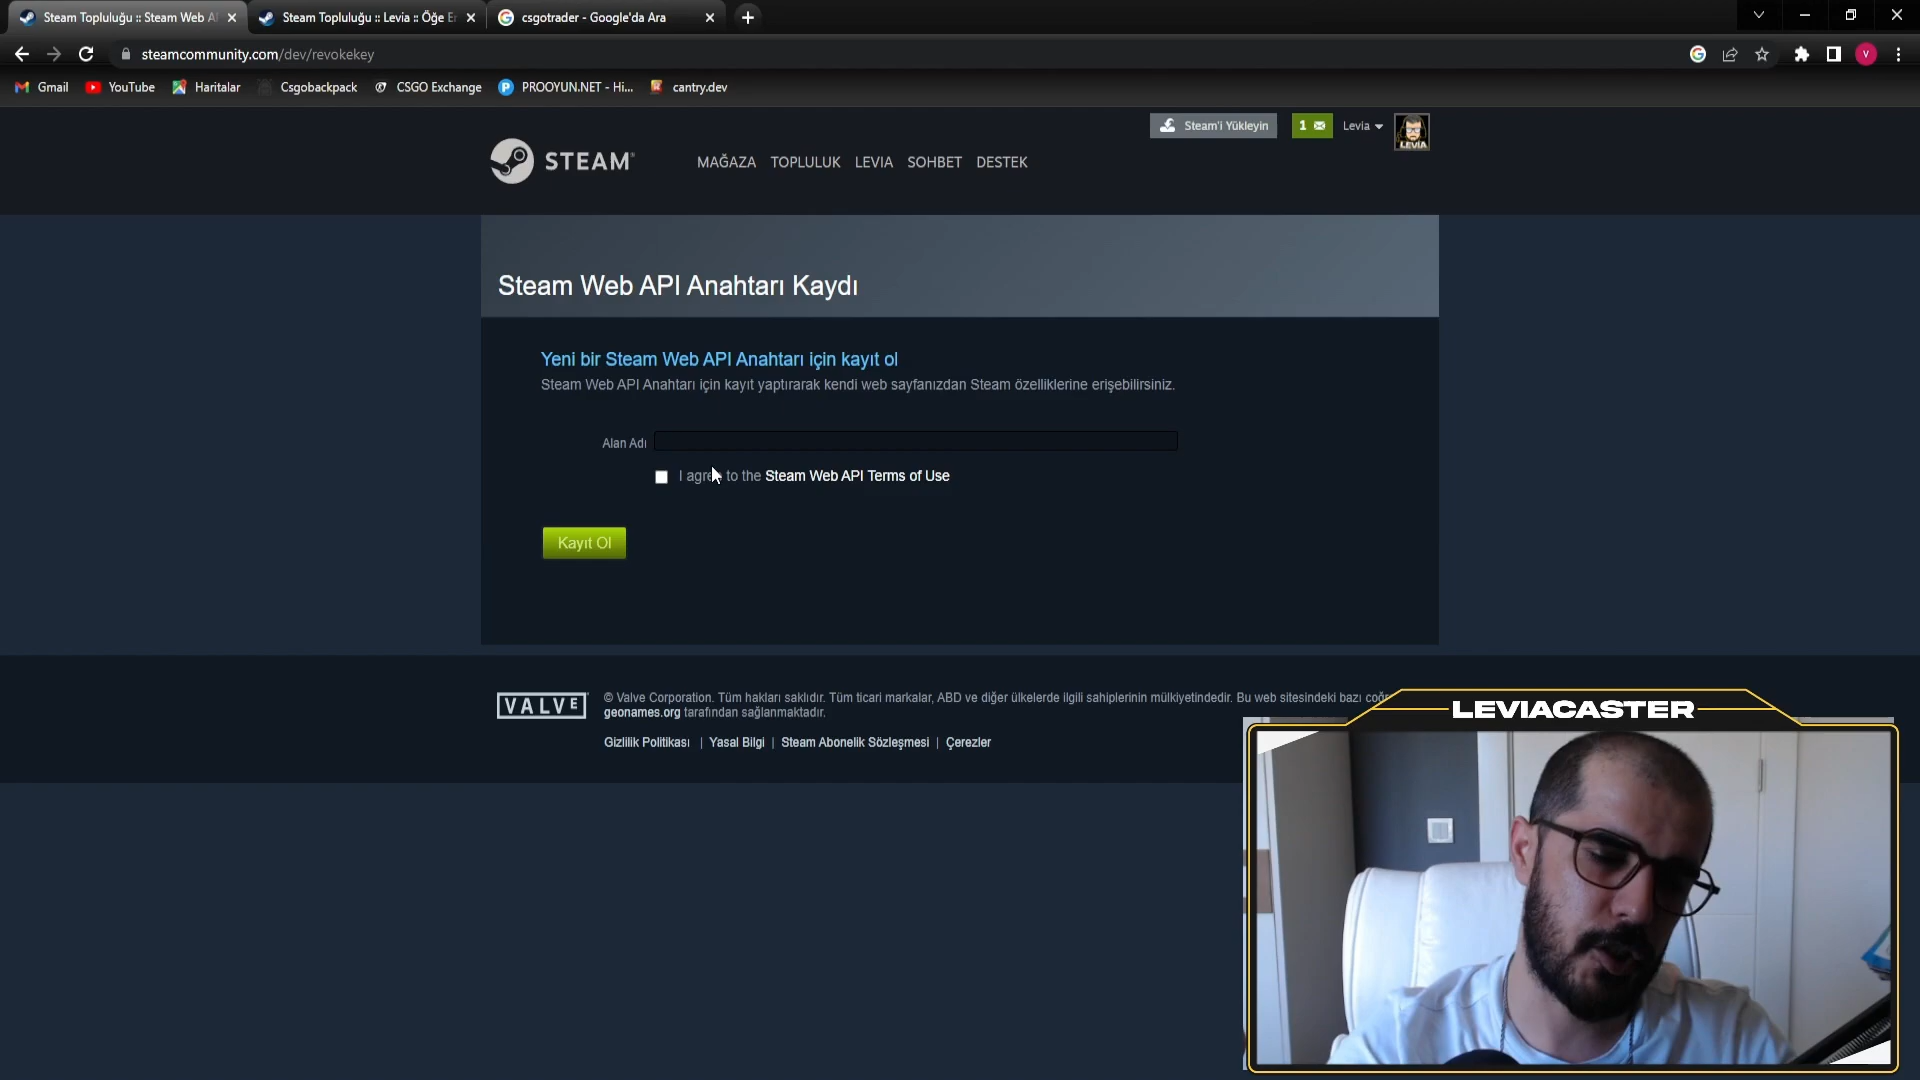 Steam Topluluğu :: Steam Web A
Steam Topluluğu :: Levia :: Öğe
csgotrader - Google'da Ara
steamcommunity.com/dev/revokekey
V
Gmail
YouTube
Haritalar
Csgobackpack
CSGO Exchange
PROOYUN.NET - Hi...
cantry.dev
Steam'i Yükleyin
1
Levia
LEVIA
STEAM
MAĞAZA TOPLULUK LEVIA SOHBET DESTEK
Steam Web API Anahtarı Kaydı
Yeni bir Steam Web API Anahtarı için kayıt ol
Steam Web API Anahtarı için kayıt yaptırarak kendi web sayfanızdan Steam özelliklerine erişebilirsiniz.
Alan Adı
I agree to the Steam Web API Terms of Use
Kayıt Ol
VALVE
© Valve Corporation. Tüm hakları saklıdır. Tüm ticari markalar, ABD ve diğer ülkelerde ilgili sahiplerinin mülkiyetindedir. Bu web sitesindeki bazı
geonames.org tarafından sağlanmaktadır.
Gizlilik Politikası | Yasal Bilgi | Steam Abonelik Sözleşmesi | Çerezler
LEVIACASTER